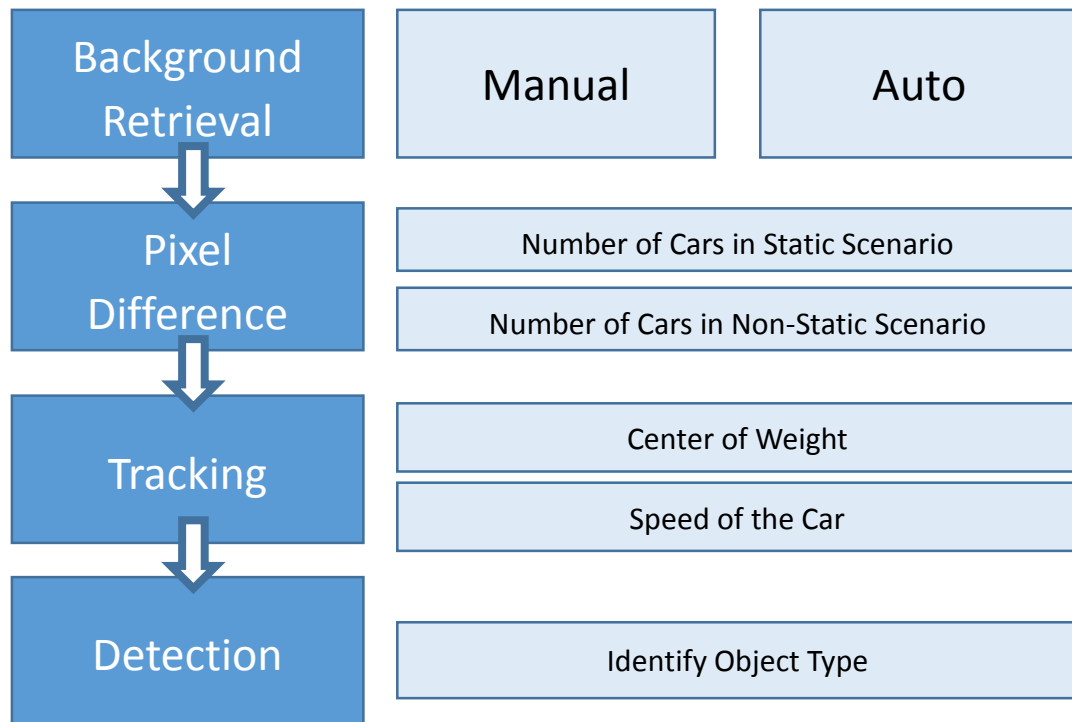 Background
Retrieval
Manual
Auto
Pixel
Difference
Number of Cars in Static Scenario
Number of Cars in Non-Static Scenario
Tracking
Center of Weight
Speed of the Car
Detection
Identify Object Type